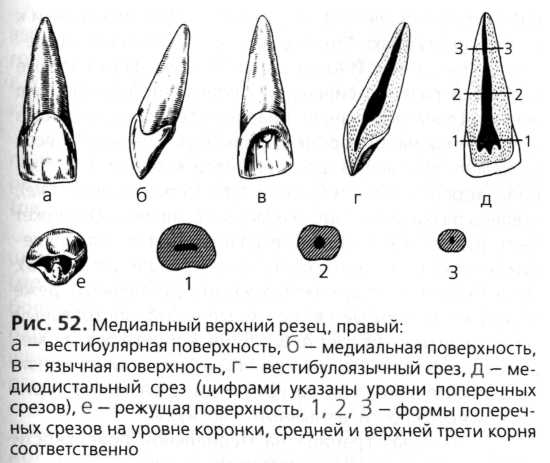 3 3
2 2
1 1
а б в г д
е 1 2 3
Рис. 52. Медиальный верхний резец, правый:
а – вестибулярная поверхность, б – медиальная поверхность,
в – язычная поверхность, г – вестибулоязычный срез, д – ме-
диодистальный срез (цифрами указаны уровни поперечных
срезов), е – режущая поверхность, 1, 2, 3 – формы попереч-
ных срезов на уровне коронки, средней и верхней трети корня
соответственно